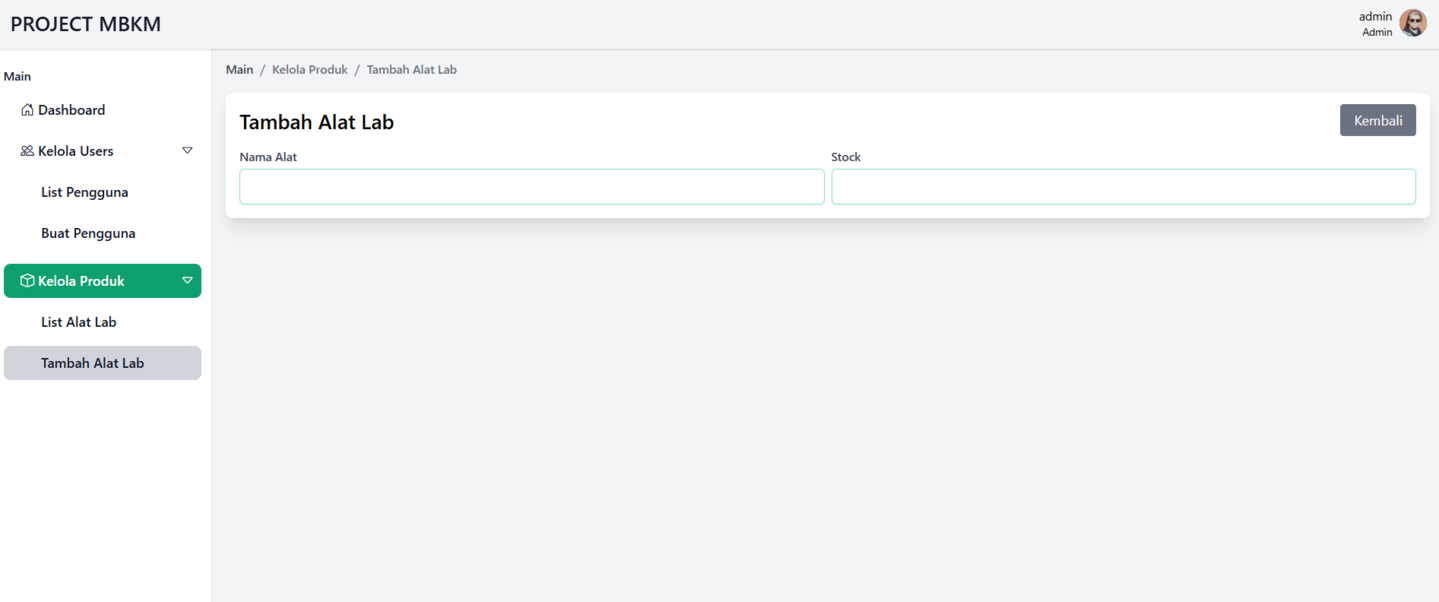 PROJECT MBKM
admin
Admin
Main
Dashboard
Kelola Users
List Pengguna
Buat Pengguna
Kelola Produk
List Alat Lab
Tambah Alat Lab
Main / Kelola Produk / Tambah Alat Lab
Tambah Alat Lab
Kembali
Nama Alat
Stock